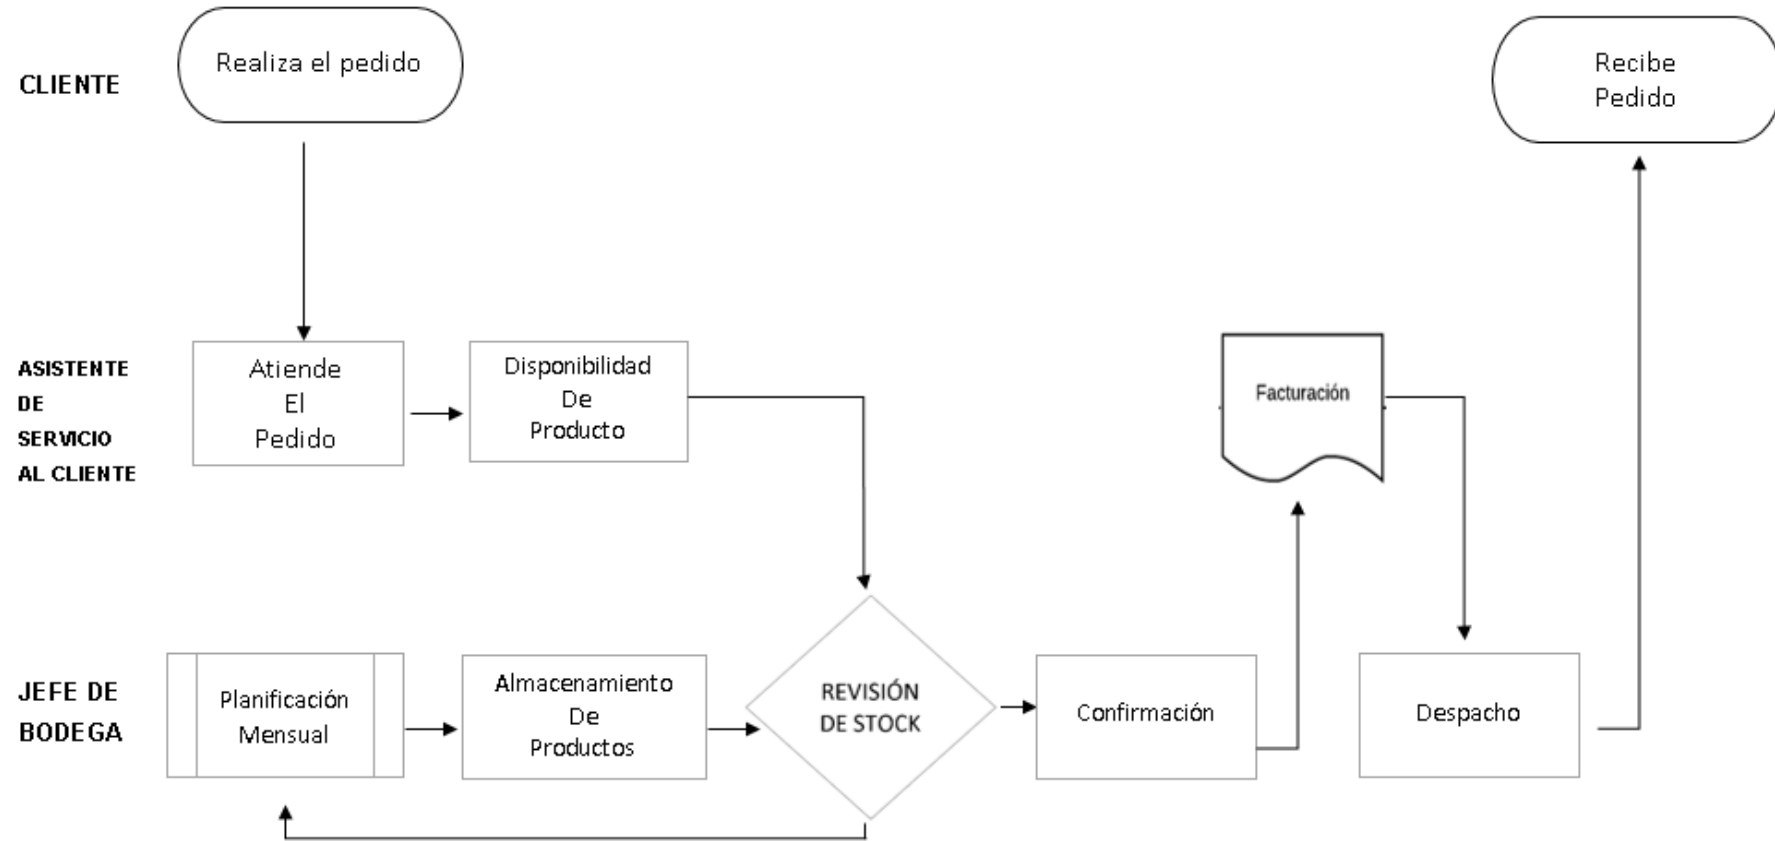 CLIENTE
Realiza el pedido
Recibe
Pedido
ASISTENTE
DE
SERVICIO
AL CLIENTE
Atiende
El
Pedido
Disponibilidad
De
Producto
Facturación
JEFE DE
BODEGA
Planificación
Mensual
Almacenamiento
De
Productos
REVISIÓN
DE STOCK
Confirmación
Despacho